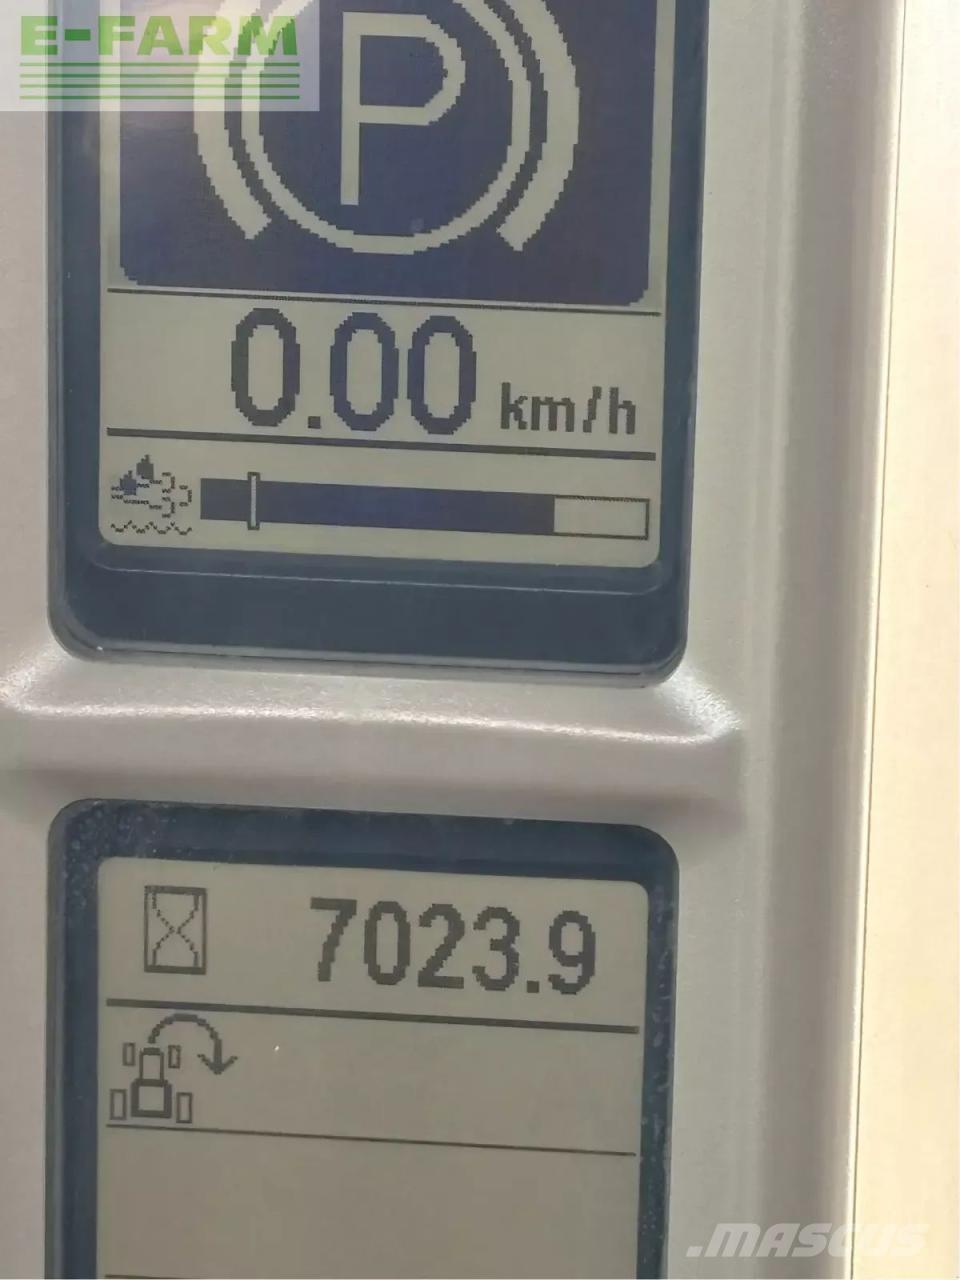 E-FARM
P
0.00 km/h
7023.9
.MASCUS